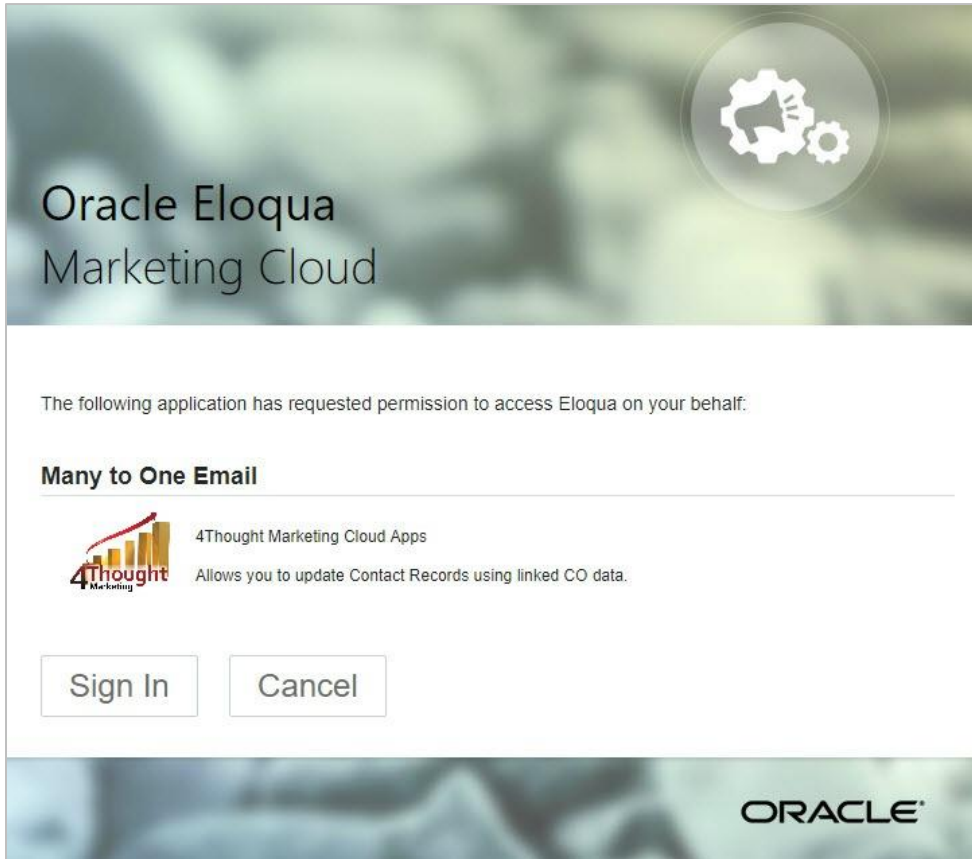 Oracle Eloqua
Marketing Cloud
The following application has requested permission to access Eloqua on your behalf:
Many to One Email
4Thought
Marketing
4Thought Marketing Cloud Apps
Allows you to update Contact Records using linked CO data.
Sign In
Cancel
ORACLE